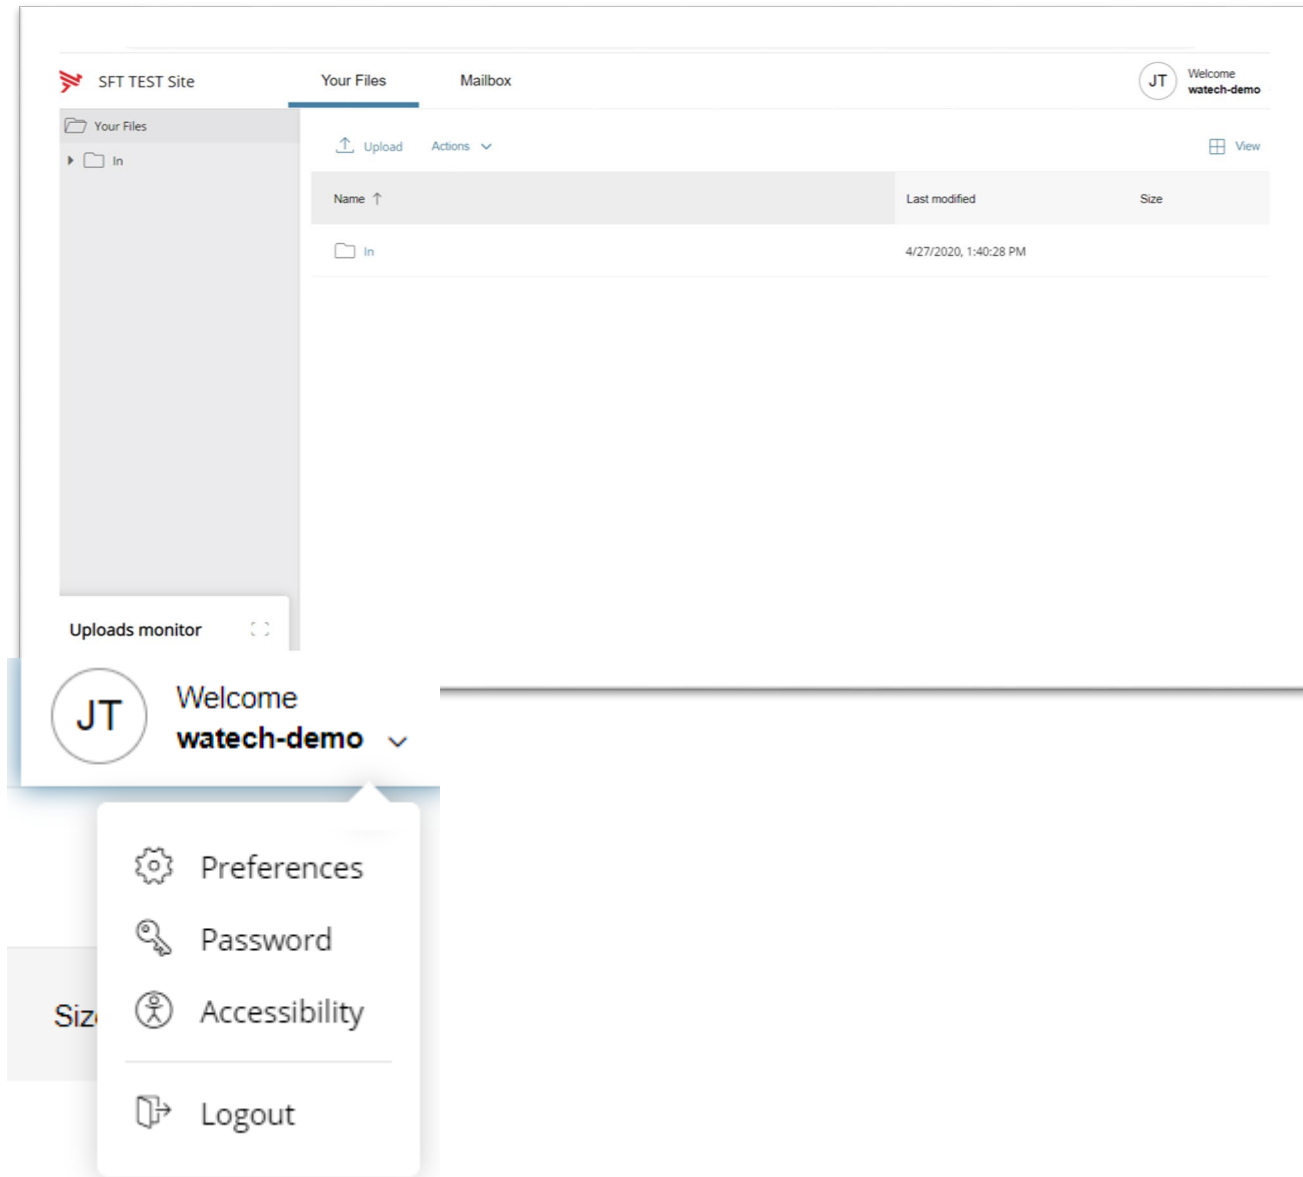 SFT TEST Site
Your Files
Mailbox
JT
Welcome
watech-demo
Your Files
In
Upload
Actions
View
Name
Last modified
Size
In
4/27/2020, 1:40:28 PM
Uploads monitor
JT
Welcome
watech-demo
Preferences
Password
Accessibility
Siz
Logout